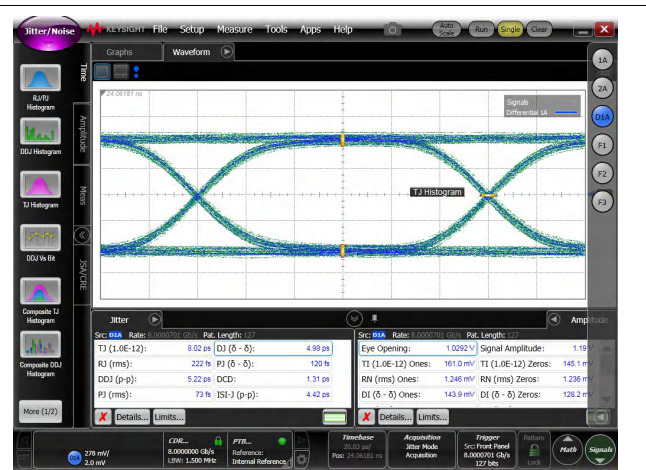 Jitter/Noise
KEYSIGHT File Setup Measure Tools Apps Help
Auto Scale
Run
Single
Clear
Graphs
Waveform
Time
Amplitude
Meas
JSA/CRE
RJ/PJ Histogram
DDJ Histogram
TJ Histogram
DDJ Vs Bit
Composite TJ Histogram
Composite DDJ Histogram
More (1/2)
24.06181 ns
Signals
Differential 1A
TJ Histogram
1A
2A
D1A
F1
F2
F3
Jitter
Amplitude
Src: D1A Rate: 8.0000701 Gb/s Pat. Length: 127
TJ (1.0E-12): 8.02 ps DJ (δ - δ): 4.98 ps
RJ (rms): 222 fs PJ (δ - δ): 120 fs
DDJ (p-p): 5.22 ps DCD: 1.31 ps
PJ (rms): 73 fs ISI-J (p-p): 4.42 ps
Details... Limits...
Src: D1A Rate: 8.0000701 Gb/s Pat. Length: 127
Eye Opening: 1.0292 V Signal Amplitude: 1.19
TI (1.0E-12) Ones: 161.0 mV TI (1.0E-12) Zeros: 145.1 m
RN (rms) Ones: 1.246 mV RN (rms) Zeros: 1.236 m
DI (δ - δ) Ones: 143.9 mV DI (δ - δ) Zeros: 128.2 m
Details... Limits...
D1A
278 mV/
2.0 mV
CDR...
8.0000000 Gb/s
LBW: 1.500 MHz
PTB...
Reference:
Internal Reference
Timebase
20.83 ps/
Pos: 24.06181 ns
Acquisition
Jitter Mode
Acquisition
Trigger
Src: Front Panel
8.0000701 Gb/s
127 bits
Pattern
Lock
Math
Signals